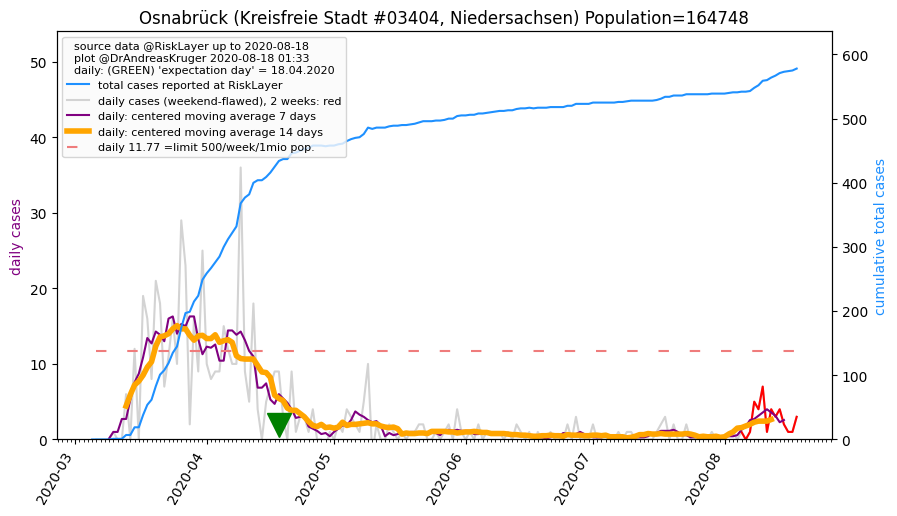 Osnabrück (Kreisfreie Stadt #03404, Niedersachsen) Population=164748
source data @RiskLayer up to 2020-08-18
plot @DrAndreasKruger 2020-08-18 01:33
daily: (GREEN) 'expectation day' = 18.04.2020
total cases reported at RiskLayer
daily cases (weekend-flawed), 2 weeks: red
daily: centered moving average 7 days
daily: centered moving average 14 days
daily 11.77 =limit 500/week/1mio pop.
daily cases
50
40
30
20
10
0
600
500
400
300
200
100
0
cumulative total cases
2020-03
2020-04
2020-05
2020-06
2020-07
2020-08